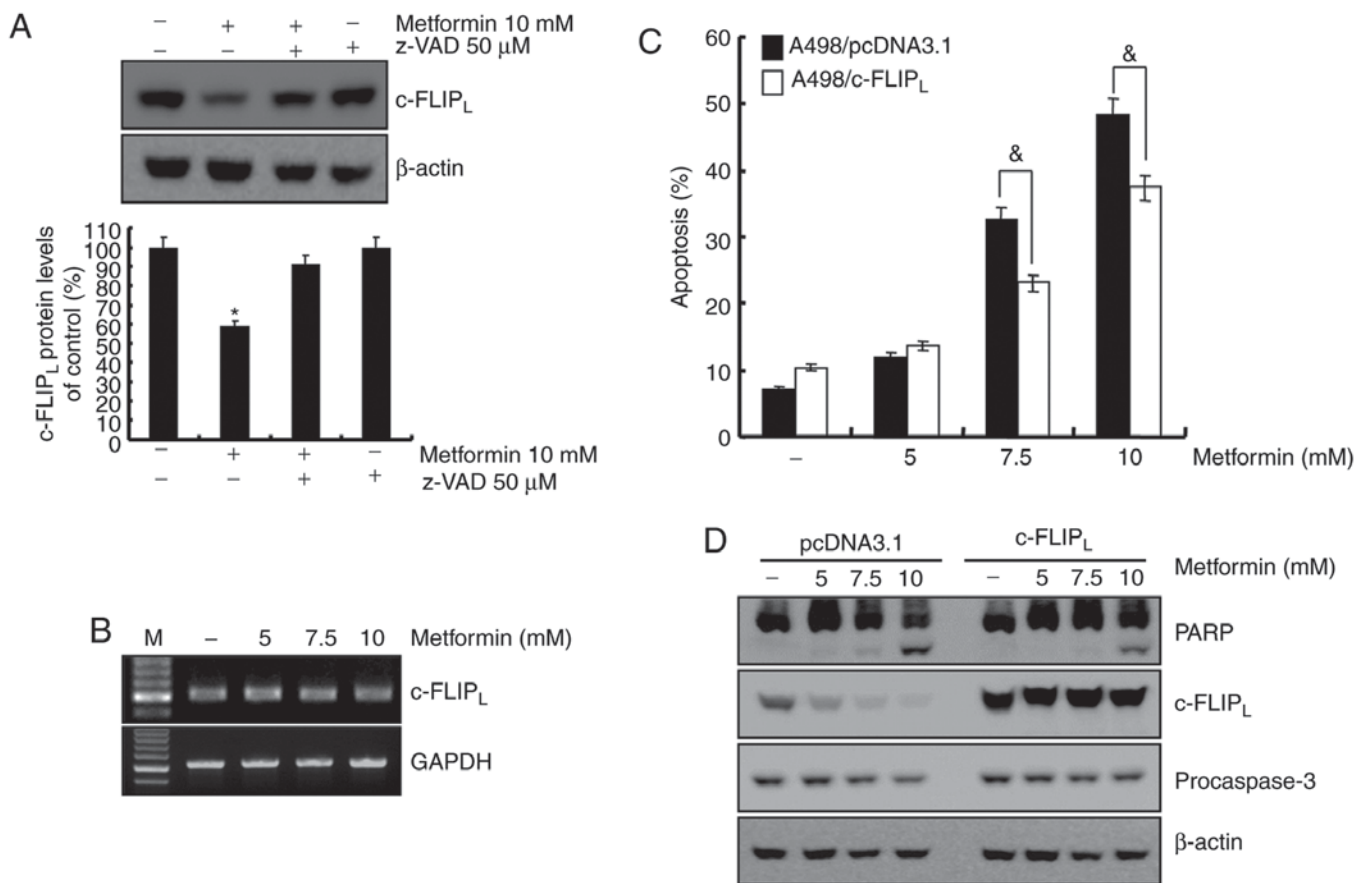 A
– + + – Metformin 10 mM
– – + + z-VAD 50 μM
c-FLIPL
β-actin
c-FLIPL protein levels
of control (%)
110
100
90
80
70
60
50
40
30
20
10
0
*
– + + – Metformin 10 mM
– – + + z-VAD 50 μM
B
M – 5 7.5 10 Metformin (mM)
c-FLIPL
GAPDH
C
Apoptosis (%)
60
50
40
30
20
10
0
A498/pcDNA3.1
A498/c-FLIPL
&
&
– 5 7.5 10 Metformin (mM)
D
pcDNA3.1 c-FLIPL
– 5 7.5 10 – 5 7.5 10 Metformin (mM)
PARP
c-FLIPL
Procaspase-3
β-actin